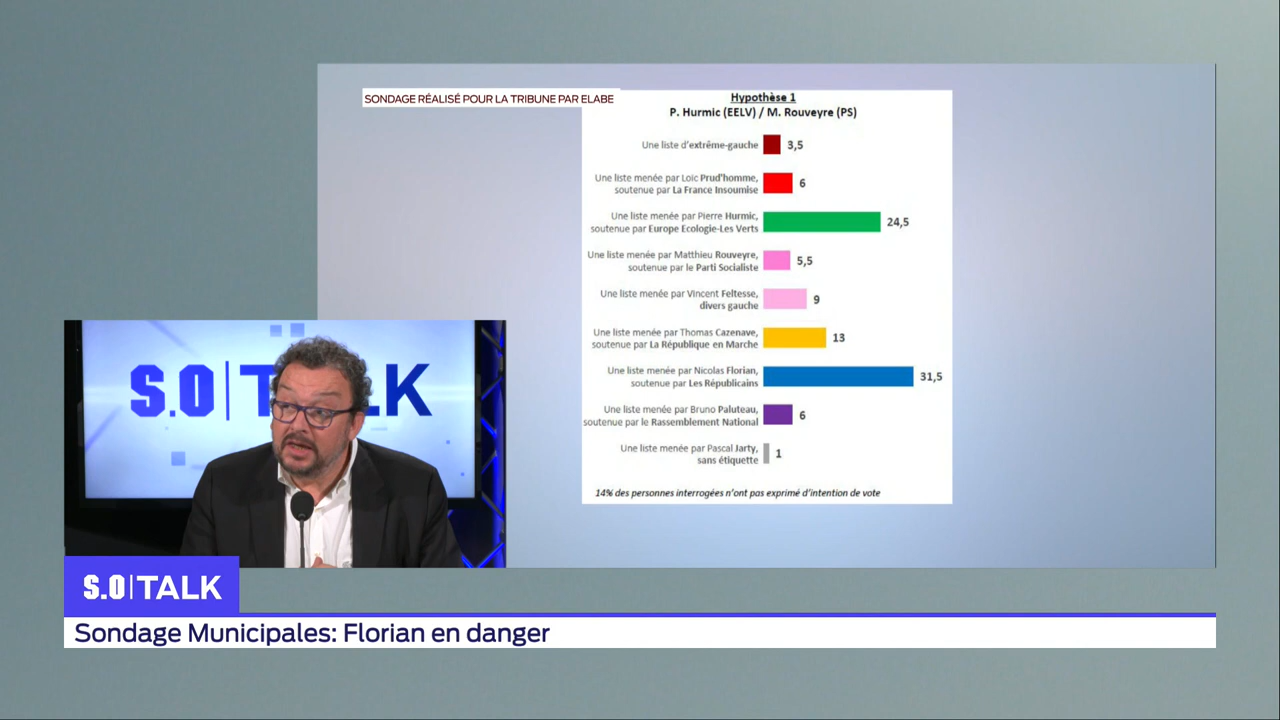 SONDAGE RÉALISÉ POUR LA TRIBUNE PAR ELABE
Hypothèse 1
P. Hurmic (EELV) / M. Rouveyre (PS)
Une liste d'extrême-gauche 3,5
Une liste menée par Loïc Prud'homme,
soutenue par La France Insoumise 6
Une liste menée par Pierre Hurmic,
soutenue par Europe Ecologie-Les Verts 24,5
Une liste menée par Matthieu Rouveyre,
soutenue par le Parti Socialiste 5,5
Une liste menée par Vincent Feltesse,
divers gauche 9
Une liste menée par Thomas Cazenave,
soutenue par La République en Marche 13
Une liste menée par Nicolas Florian,
soutenue par Les Républicains 31,5
Une liste menée par Bruno Paluteau,
soutenue par le Rassemblement National 6
Une liste menée par Pascal Jarty,
sans étiquette 1
14% des personnes interrogées n'ont pas exprimé d'intention de vote
S.O T LK
S.O TALK
Sondage Municipales: Florian en danger